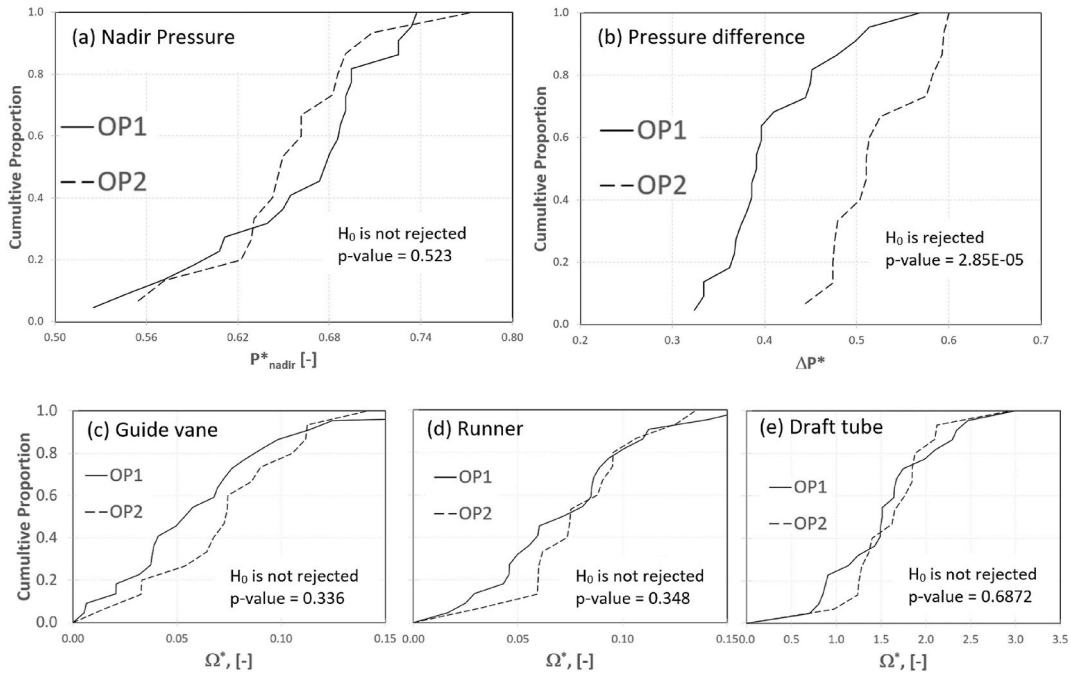 (a) Nadir Pressure
Cumultive Proportion
1.0
0.8
0.6
0.4
0.2
0.0
OP1
OP2
H0 is not rejected
p-value = 0.523
0.50 0.56 0.62 0.68 0.74 0.80
P*nadir [-]
(b) Pressure difference
Cumultive Proportion
1.0
0.8
0.6
0.4
0.2
0.0
OP1
OP2
H0 is rejected
p-value = 2.85E-05
0.2 0.3 0.4 0.5 0.6 0.7
ΔP*
(c) Guide vane
Cumultive Proportion
1.0
0.8
0.6
0.4
0.2
0.0
OP1
OP2
H0 is not rejected
p-value = 0.336
0.00 0.05 0.10 0.15
Ω*, [-]
(d) Runner
OP1
OP2
H0 is not rejected
p-value = 0.348
0.00 0.05 0.10 0.15
Ω*, [-]
(e) Draft tube
OP1
OP2
H0 is not rejected
p-value = 0.6872
0.0 0.5 1.0 1.5 2.0 2.5 3.0 3.5
Ω*, [-]